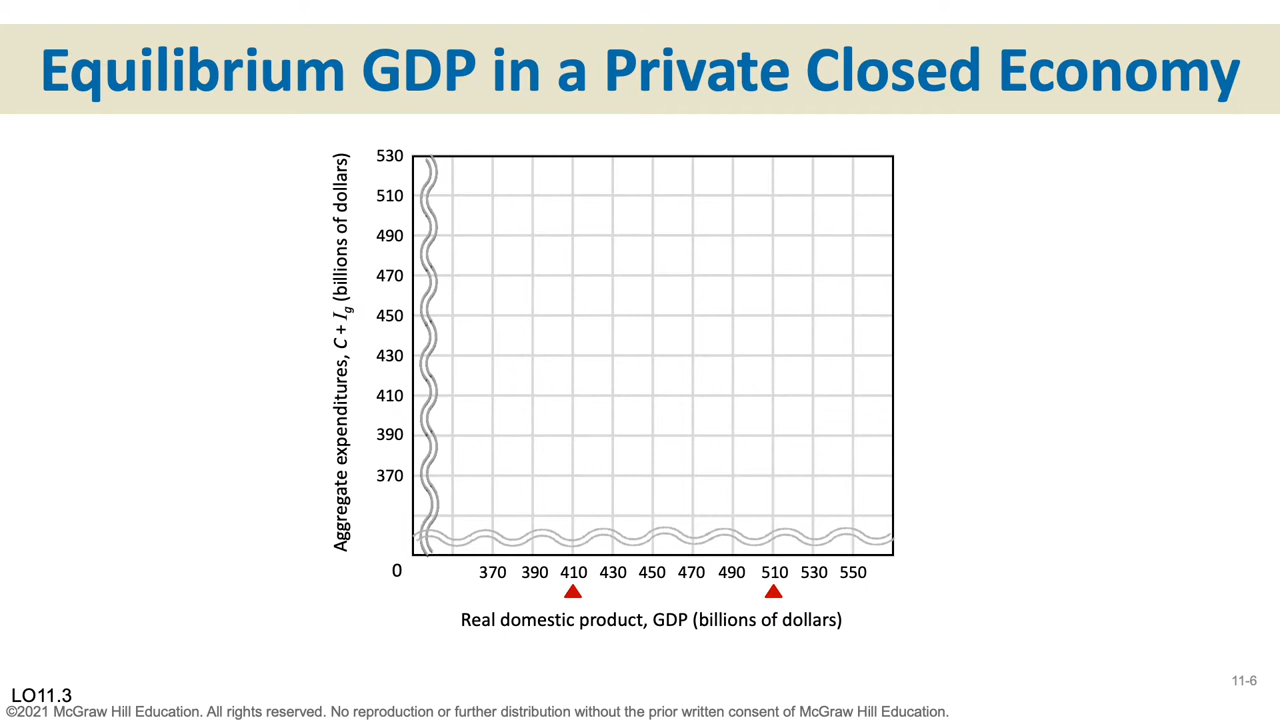 Equilibrium GDP in a Private Closed Economy
Aggregate expenditures, C + Ig (billions of dollars)
530
510
490
470
450
430
410
390
370
0
370 390 410 430 450 470 490 510 530 550
Real domestic product, GDP (billions of dollars)
11-6
LO11.3
©2021 McGraw Hill Education. All rights reserved. No reproduction or further distribution without the prior written consent of McGraw Hill Education.